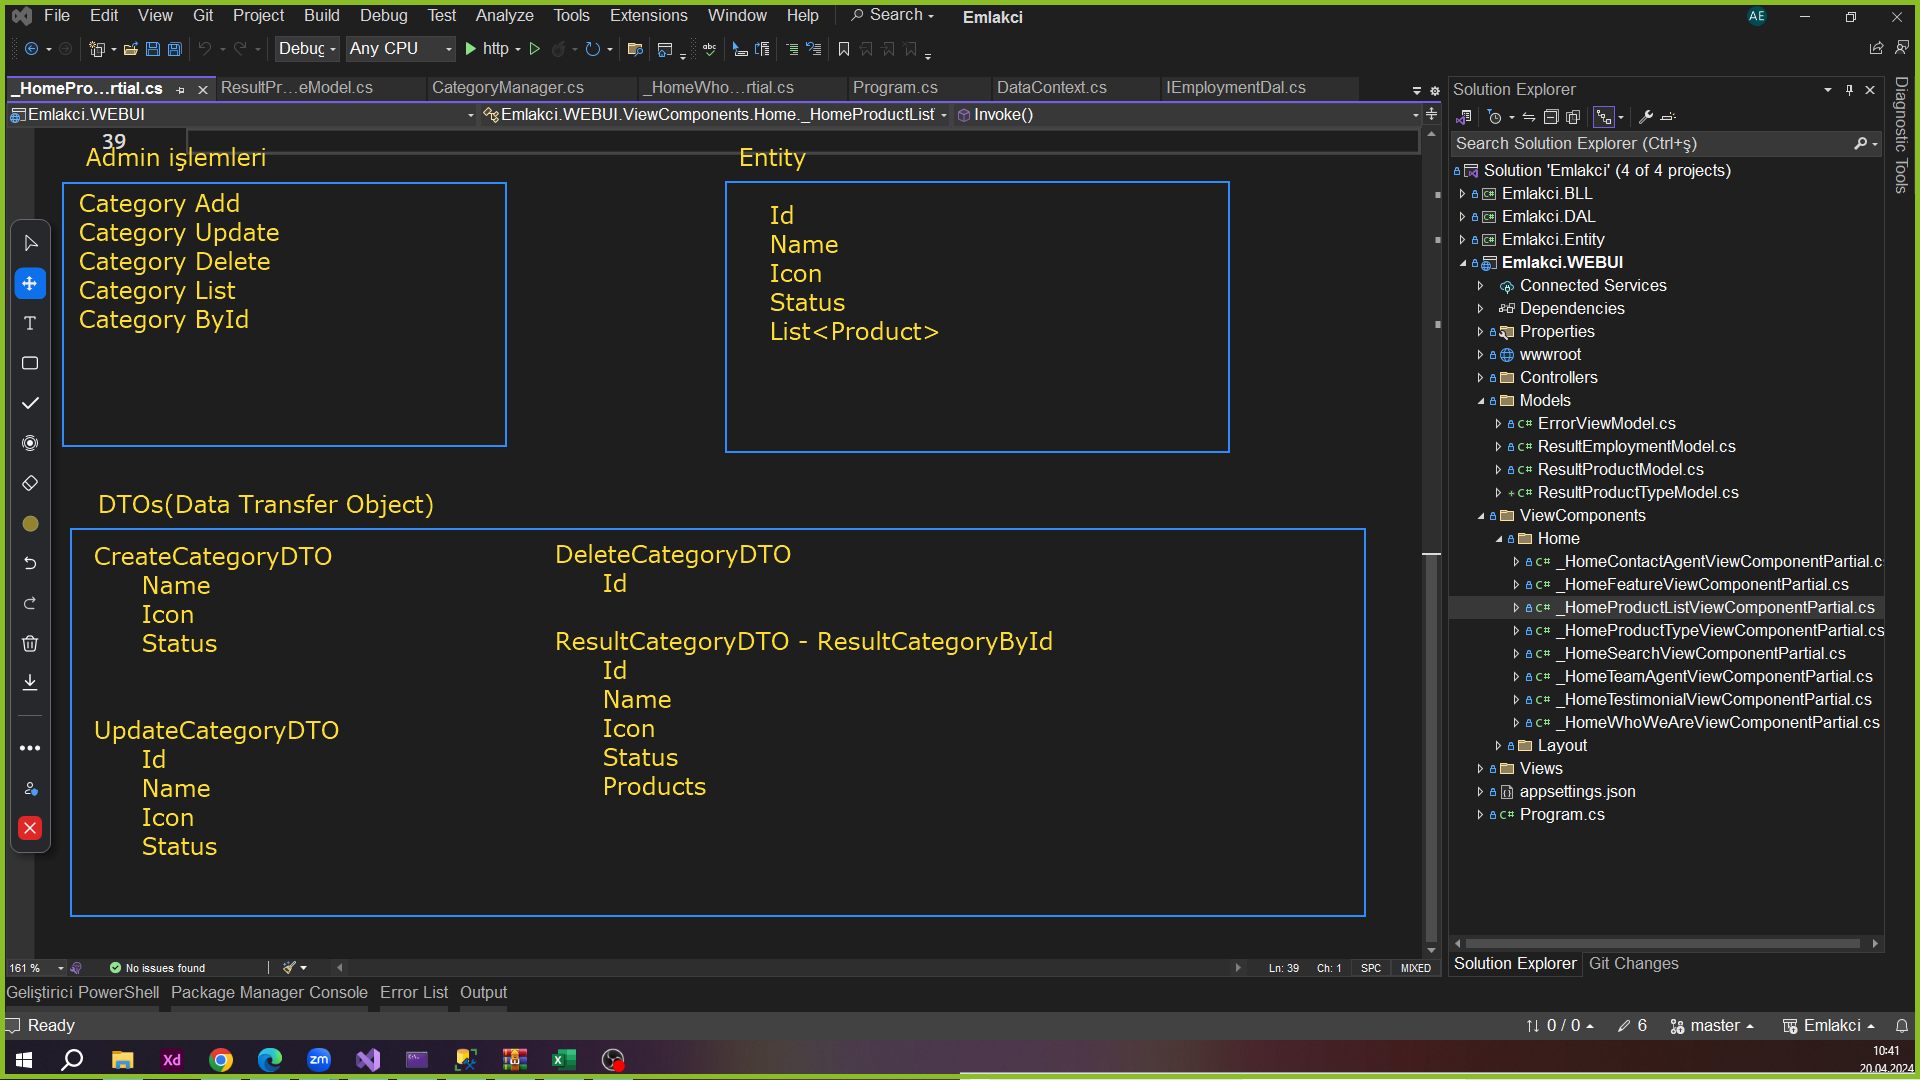 File Edit View Git Project Build Debug Test Analyze Tools Extensions Window Help Search Emlakci AE
Debug Any CPU http
_HomePro...rtial.cs ResultPr...eModel.cs CategoryManager.cs _HomeWho...rtial.cs Program.cs DataContext.cs IEmploymentDal.cs
Emlakci.WEBUI Emlakci.WEBUI.ViewComponents.Home._HomeProductList Invoke()
39
Admin işlemleri
Category Add
Category Update
Category Delete
Category List
Category ById
Entity
Id
Name
Icon
Status
List<Product>
DTOs(Data Transfer Object)
CreateCategoryDTO
Name
Icon
Status
UpdateCategoryDTO
Id
Name
Icon
Status
DeleteCategoryDTO
Id
ResultCategoryDTO - ResultCategoryById
Id
Name
Icon
Status
Products
Solution Explorer
Search Solution Explorer (Ctrl+ş)
Solution 'Emlakci' (4 of 4 projects)
Emlakci.BLL
Emlakci.DAL
Emlakci.Entity
Emlakci.WEBUI
Connected Services
Dependencies
Properties
wwwroot
Controllers
Models
ErrorViewModel.cs
ResultEmploymentModel.cs
ResultProductModel.cs
ResultProductTypeModel.cs
ViewComponents
Home
_HomeContactAgentViewComponentPartial.c
_HomeFeatureViewComponentPartial.cs
_HomeProductListViewComponentPartial.cs
_HomeProductTypeViewComponentPartial.cs
_HomeSearchViewComponentPartial.cs
_HomeTeamAgentViewComponentPartial.cs
_HomeTestimonialViewComponentPartial.cs
_HomeWhoWeAreViewComponentPartial.cs
Layout
Views
appsettings.json
Program.cs
Solution Explorer Git Changes
Diagnostic Tools
161 % No issues found Ln: 39 Ch: 1 SPC MIXED
Geliştirici PowerShell Package Manager Console Error List Output
Ready 0 / 0 6 master Emlakci
Xd zm
10:41
20.04.2024